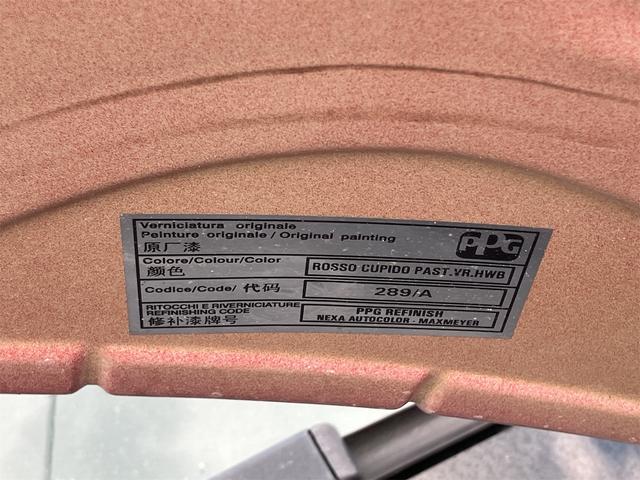 Verniciatura originale
Peinture originale / Original painting
原厂漆
PPG
Colore/Colour/Color
颜色
ROSSO CUPIDO PAST.YR.HWB
Codice/Code/ 代码
289/A
RITOCCHI E RIVERNICIATURE
REFINISHING CODE
修补漆牌号
PPG REFINISH
NEXA AUTOCOLOR - MAXMEYER